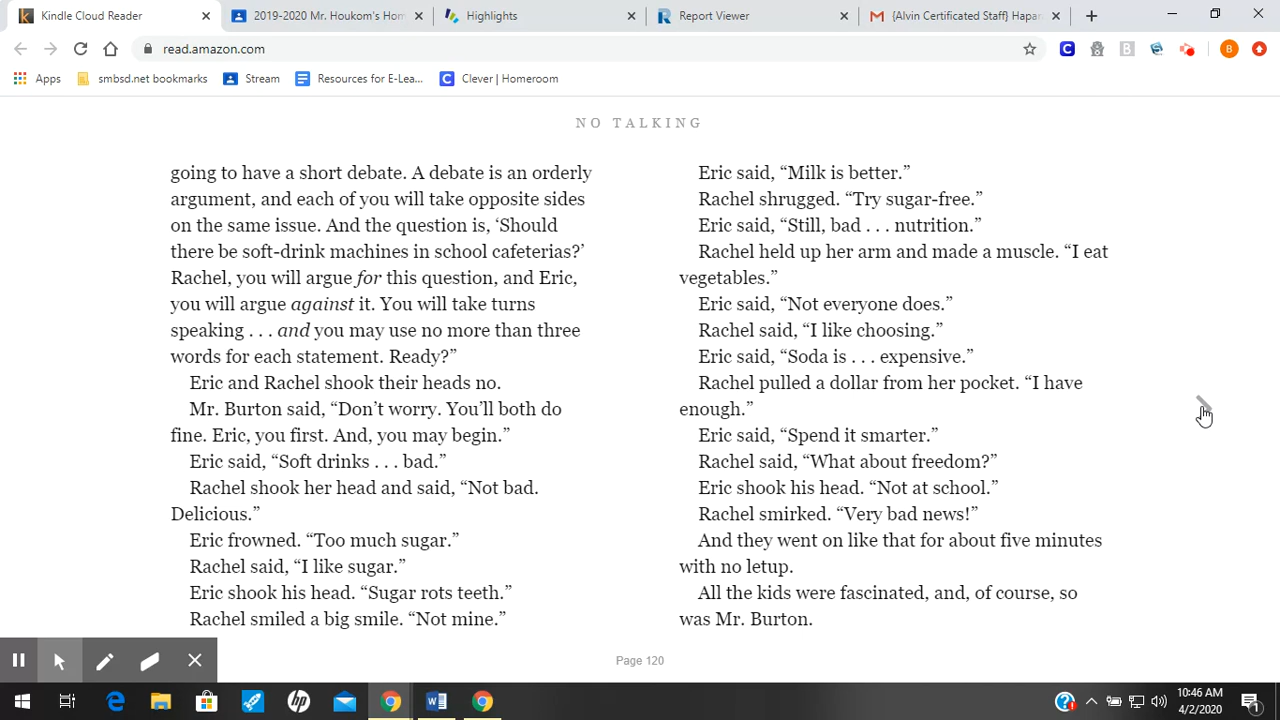 Kindle Cloud Reader
2019-2020 Mr. Houkom's Hom
Highlights
Report Viewer
{Alvin Certificated Staff} Hapar
read.amazon.com
Apps
smbsd.net bookmarks
Stream
Resources for E-Lea...
Clever | Homeroom
NO TALKING
going to have a short debate. A debate is an orderly
argument, and each of you will take opposite sides
on the same issue. And the question is, ‘Should
there be soft-drink machines in school cafeterias?’
Rachel, you will argue for this question, and Eric,
you will argue against it. You will take turns
speaking . . . and you may use no more than three
words for each statement. Ready?”
Eric and Rachel shook their heads no.
Mr. Burton said, “Don’t worry. You’ll both do
fine. Eric, you first. And, you may begin.”
Eric said, “Soft drinks . . . bad.”
Rachel shook her head and said, “Not bad.
Delicious.”
Eric frowned. “Too much sugar.”
Rachel said, “I like sugar.”
Eric shook his head. “Sugar rots teeth.”
Rachel smiled a big smile. “Not mine.”
Eric said, “Milk is better.”
Rachel shrugged. “Try sugar-free.”
Eric said, “Still, bad . . . nutrition.”
Rachel held up her arm and made a muscle. “I eat
vegetables.”
Eric said, “Not everyone does.”
Rachel said, “I like choosing.”
Eric said, “Soda is . . . expensive.”
Rachel pulled a dollar from her pocket. “I have
enough.”
Eric said, “Spend it smarter.”
Rachel said, “What about freedom?”
Eric shook his head. “Not at school.”
Rachel smirked. “Very bad news!”
And they went on like that for about five minutes
with no letup.
All the kids were fascinated, and, of course, so
was Mr. Burton.
Page 120
10:46 AM
4/2/2020